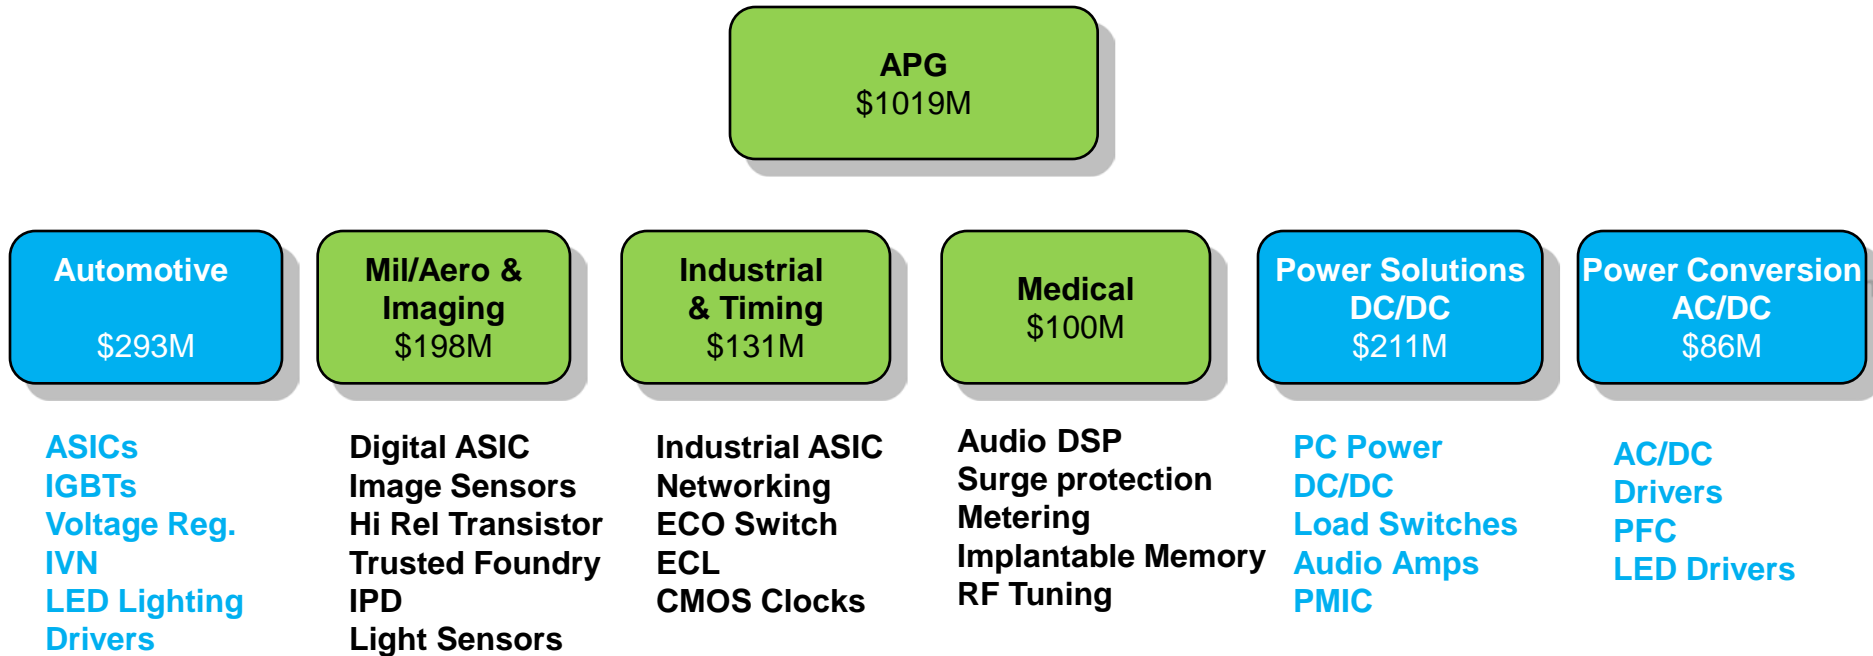 APG
$1019M
Automotive
$293M
Mil/Aero &
Imaging
$198M
Industrial
& Timing
$131M
Medical
$100M
Power Solutions
DC/DC
$211M
Power Conversion
AC/DC
$86M
ASICs
IGBTs
Voltage Reg.
IVN
LED Lighting
Drivers
Digital ASIC
Image Sensors
Hi Rel Transistor
Trusted Foundry
IPD
Light Sensors
Industrial ASIC
Networking
ECO Switch
ECL
CMOS Clocks
Audio DSP
Surge protection
Metering
Implantable Memory
RF Tuning
PC Power
DC/DC
Load Switches
Audio Amps
PMIC
AC/DC
Drivers
PFC
LED Drivers